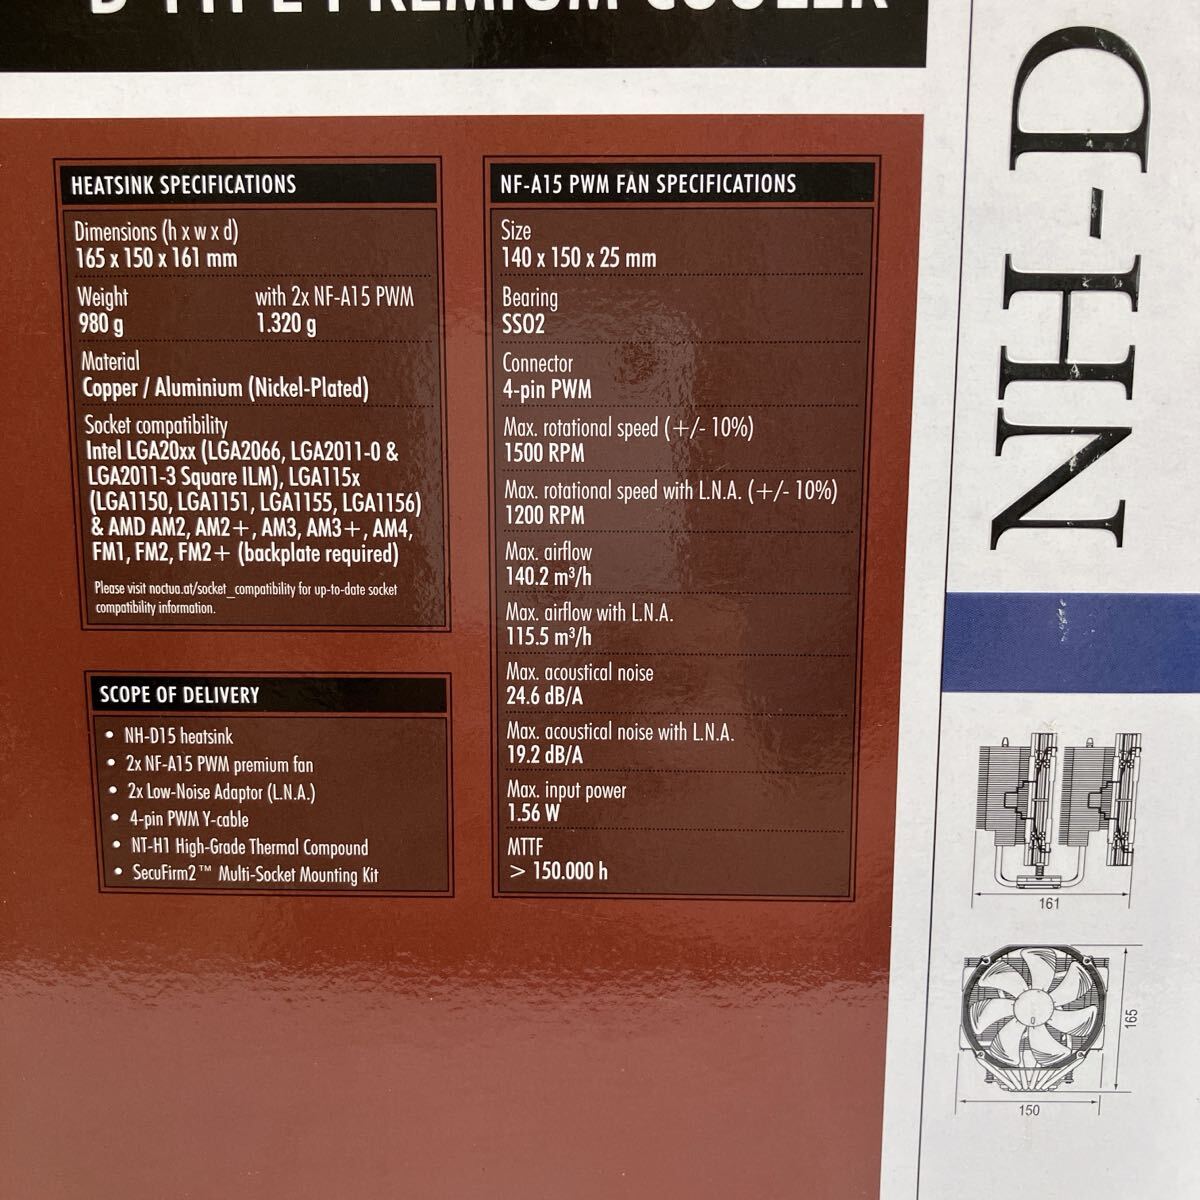 D-TYPE PREMIUM COOLER
HEATSINK SPECIFICATIONS
Dimensions (h x w x d)
165 x 150 x 161 mm
Weight with 2x NF-A15 PWM
980 g 1.320 g
Material
Copper / Aluminium (Nickel-Plated)
Socket compatibility
Intel LGA20xx (LGA2066, LGA2011-0 &
LGA2011-3 Square ILM), LGA115x
(LGA1150, LGA1151, LGA1155, LGA1156)
& AMD AM2, AM2+, AM3, AM3+, AM4,
FM1, FM2, FM2+ (backplate required)
Please visit noctua.at/socket_compatibility for up-to-date socket
compatibility information.
SCOPE OF DELIVERY
• NH-D15 heatsink
• 2x NF-A15 PWM premium fan
• 2x Low-Noise Adaptor (L.N.A.)
• 4-pin PWM Y-cable
• NT-H1 High-Grade Thermal Compound
• SecuFirm2™ Multi-Socket Mounting Kit
NF-A15 PWM FAN SPECIFICATIONS
Size
140 x 150 x 25 mm
Bearing
SSO2
Connector
4-pin PWM
Max. rotational speed (+/- 10%)
1500 RPM
Max. rotational speed with L.N.A. (+/- 10%)
1200 RPM
Max. airflow
140.2 m³/h
Max. airflow with L.N.A.
115.5 m³/h
Max. acoustical noise
24.6 dB/A
Max. acoustical noise with L.N.A.
19.2 dB/A
Max. input power
1.56 W
MTTF
> 150.000 h
NH-D
161
165
150